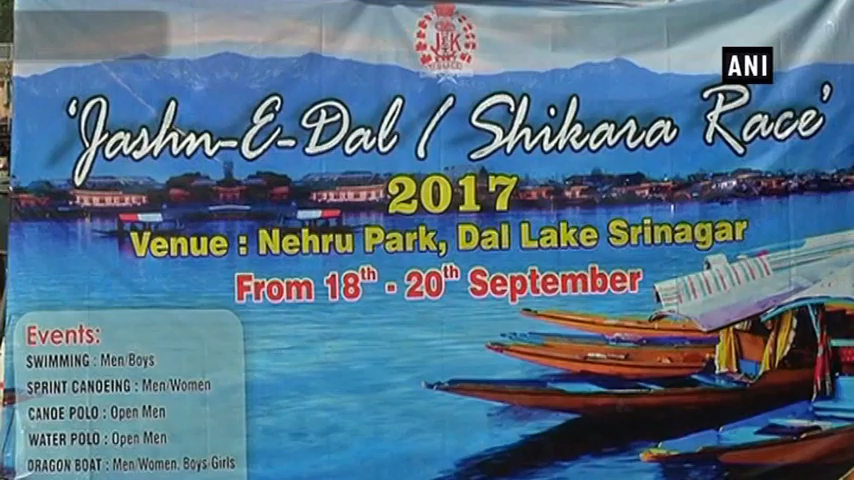 J K
ANI
'Jashn-E-Dal / Shikara Race'
2017
Venue : Nehru Park, Dal Lake Srinagar
From 18th - 20th September
Events:
SWIMMING : Men/Boys
SPRINT CANOEING : Men/Women
CANOE POLO : Open Men
WATER POLO : Open Men
DRAGON BOAT : Men/Women, Boys/Girls